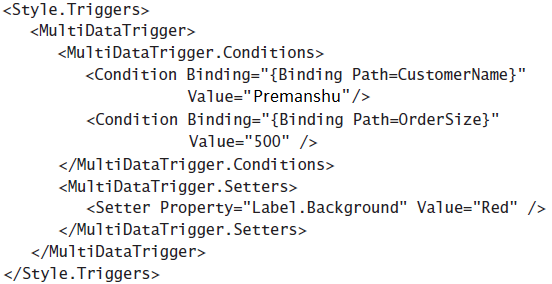 <Style.Triggers>
<MultiDataTrigger>
<MultiDataTrigger.Conditions>
<Condition Binding="{Binding Path=CustomerName}"
Value="Premanshu"/>
<Condition Binding="{Binding Path=OrderSize}"
Value="500" />
</MultiDataTrigger.Conditions>
<MultiDataTrigger.Setters>
<Setter Property="Label.Background" Value="Red" />
</MultiDataTrigger.Setters>
</MultiDataTrigger>
</Style.Triggers>